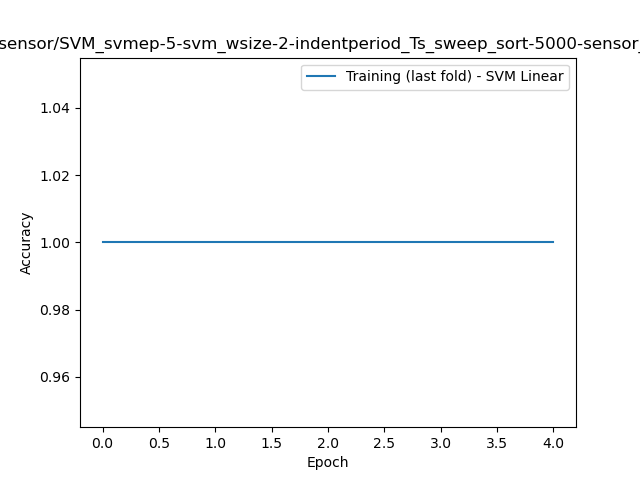 sensor/SVM_svmep-5-svm_wsize-2-indentperiod_Ts_sweep_sort-5000-sensor_
Training (last fold) - SVM Linear
1.04
1.02
1.00
0.98
0.96
Accuracy
0.0 0.5 1.0 1.5 2.0 2.5 3.0 3.5 4.0
Epoch